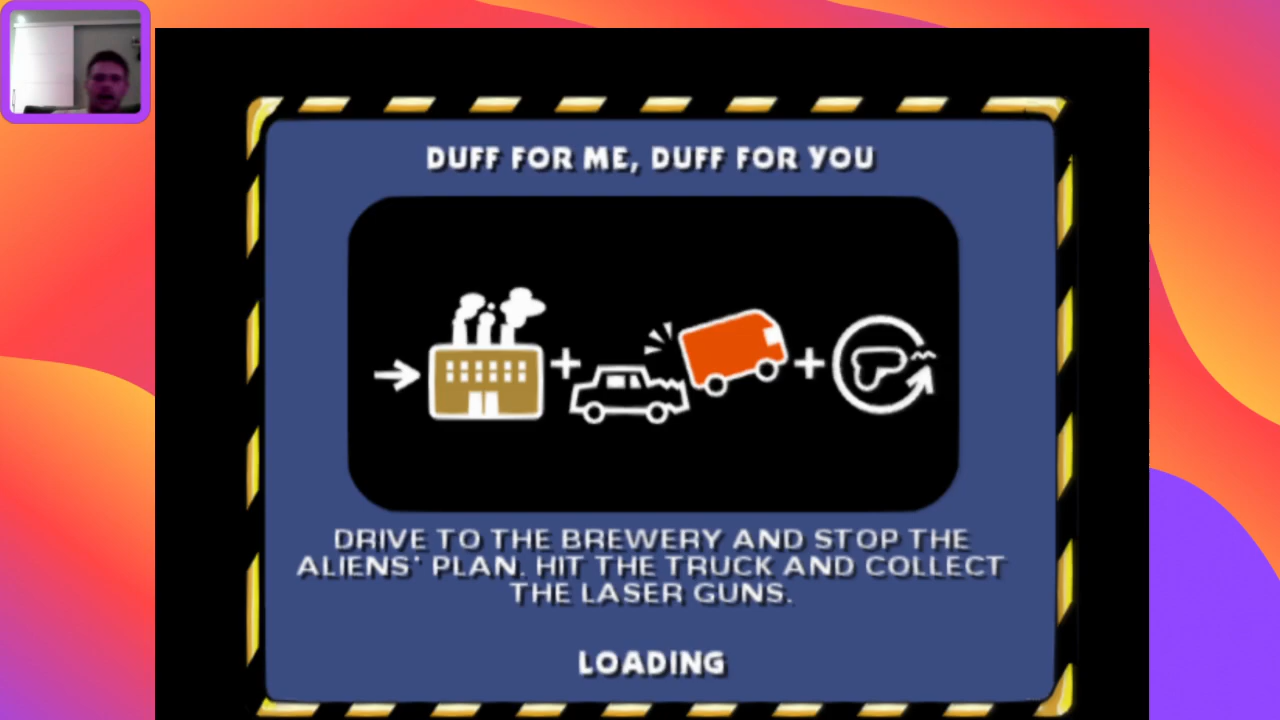 DUFF FOR ME, DUFF FOR YOU
DRIVE TO THE BREWERY AND STOP THE
ALIENS' PLAN. HIT THE TRUCK AND COLLECT
THE LASER GUNS.
LOADING